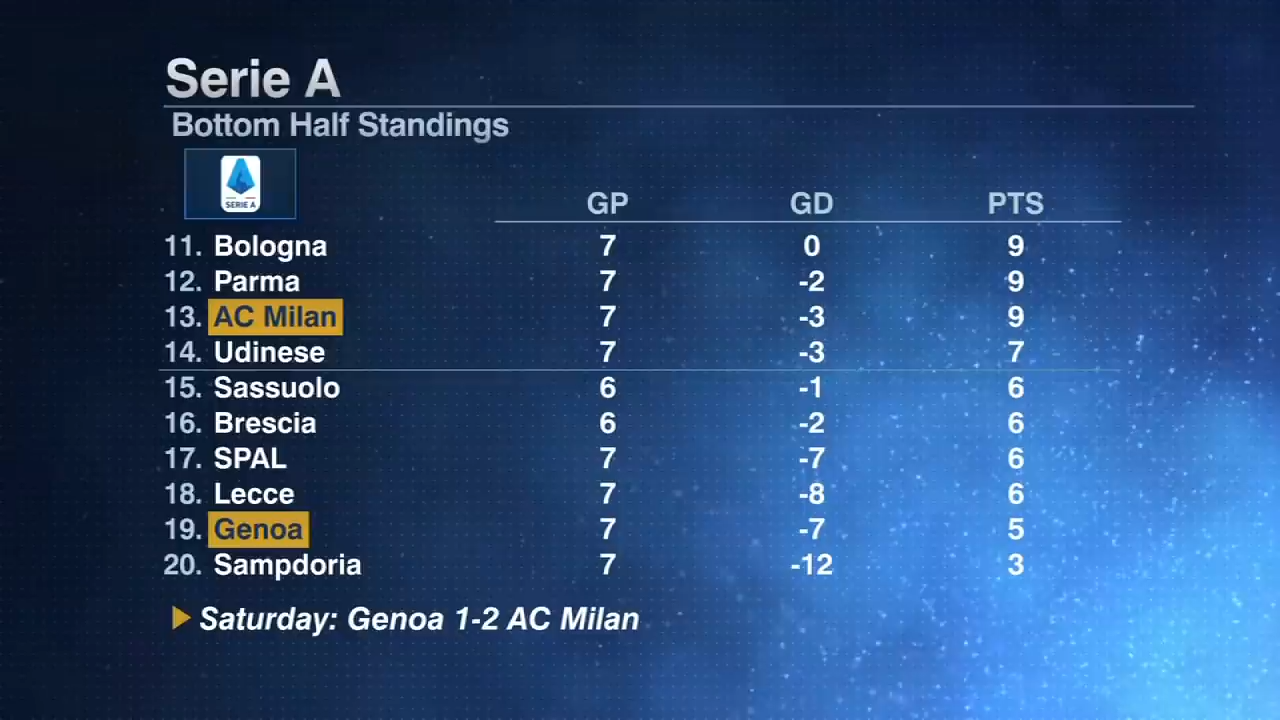 Serie A
Bottom Half Standings
SERIE A
GP GD PTS
11. Bologna 7 0 9
12. Parma 7 -2 9
13. AC Milan 7 -3 9
14. Udinese 7 -3 7
15. Sassuolo 6 -1 6
16. Brescia 6 -2 6
17. SPAL 7 -7 6
18. Lecce 7 -8 6
19. Genoa 7 -7 5
20. Sampdoria 7 -12 3
Saturday: Genoa 1-2 AC Milan